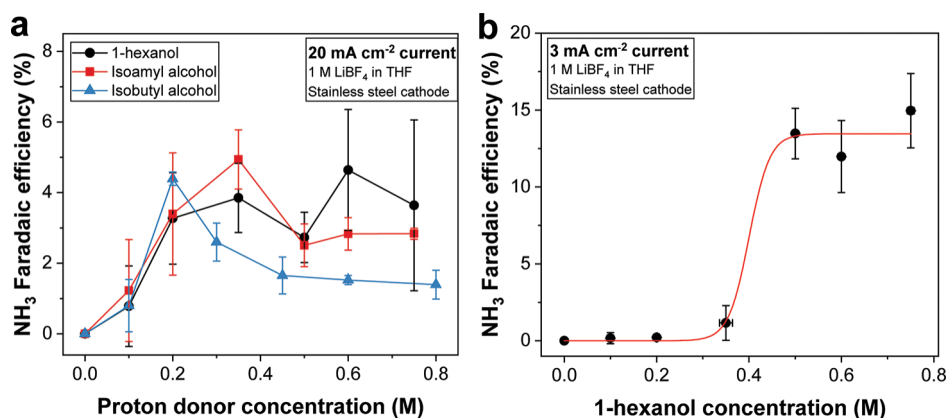 a
NH₃ Faradaic efficiency (%)
8
6
4
2
0
1-hexanol
Isoamyl alcohol
Isobutyl alcohol
20 mA cm⁻² current
1 M LiBF₄ in THF
Stainless steel cathode
0.0 0.2 0.4 0.6 0.8
Proton donor concentration (M)
b
NH₃ Faradaic efficiency (%)
20
15
10
5
0
3 mA cm⁻² current
1 M LiBF₄ in THF
Stainless steel cathode
0.0 0.2 0.4 0.6 0.8
1-hexanol concentration (M)